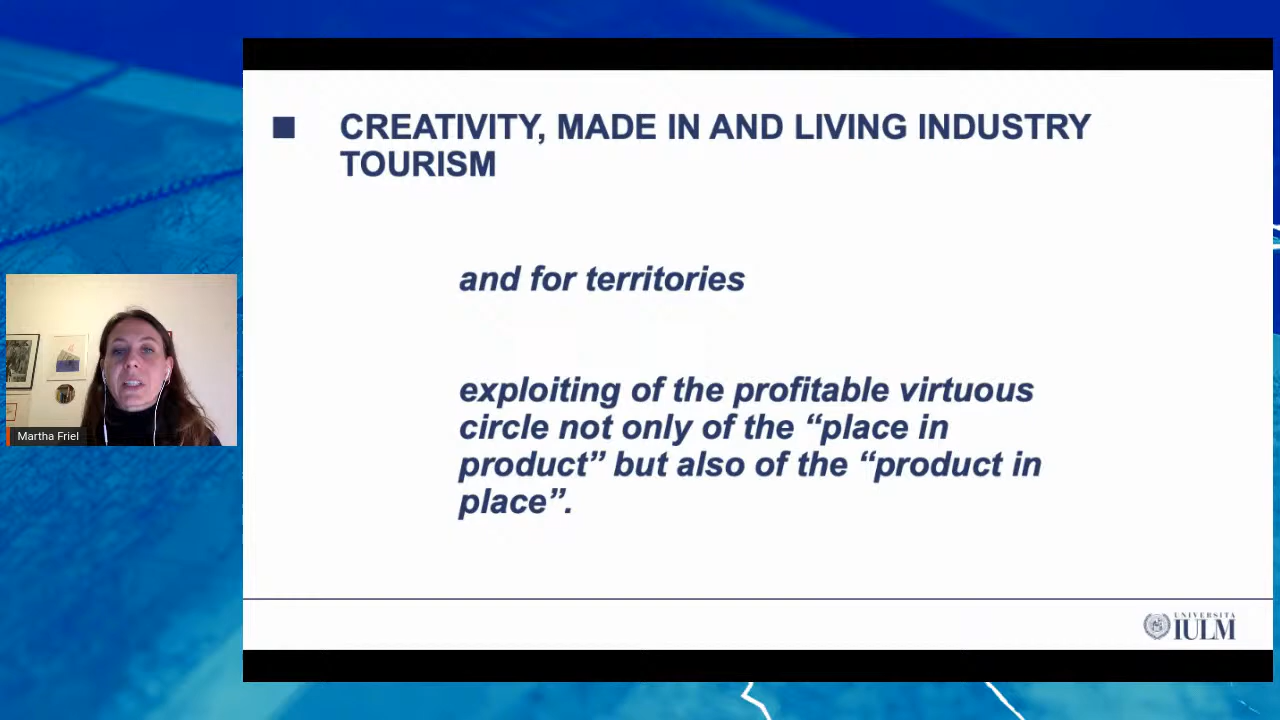 CREATIVITY, MADE IN AND LIVING INDUSTRY
TOURISM
and for territories
exploiting of the profitable virtuous
circle not only of the “place in
product” but also of the “product in
place”.
Martha Friel
UNIVERSITÀ
IULM